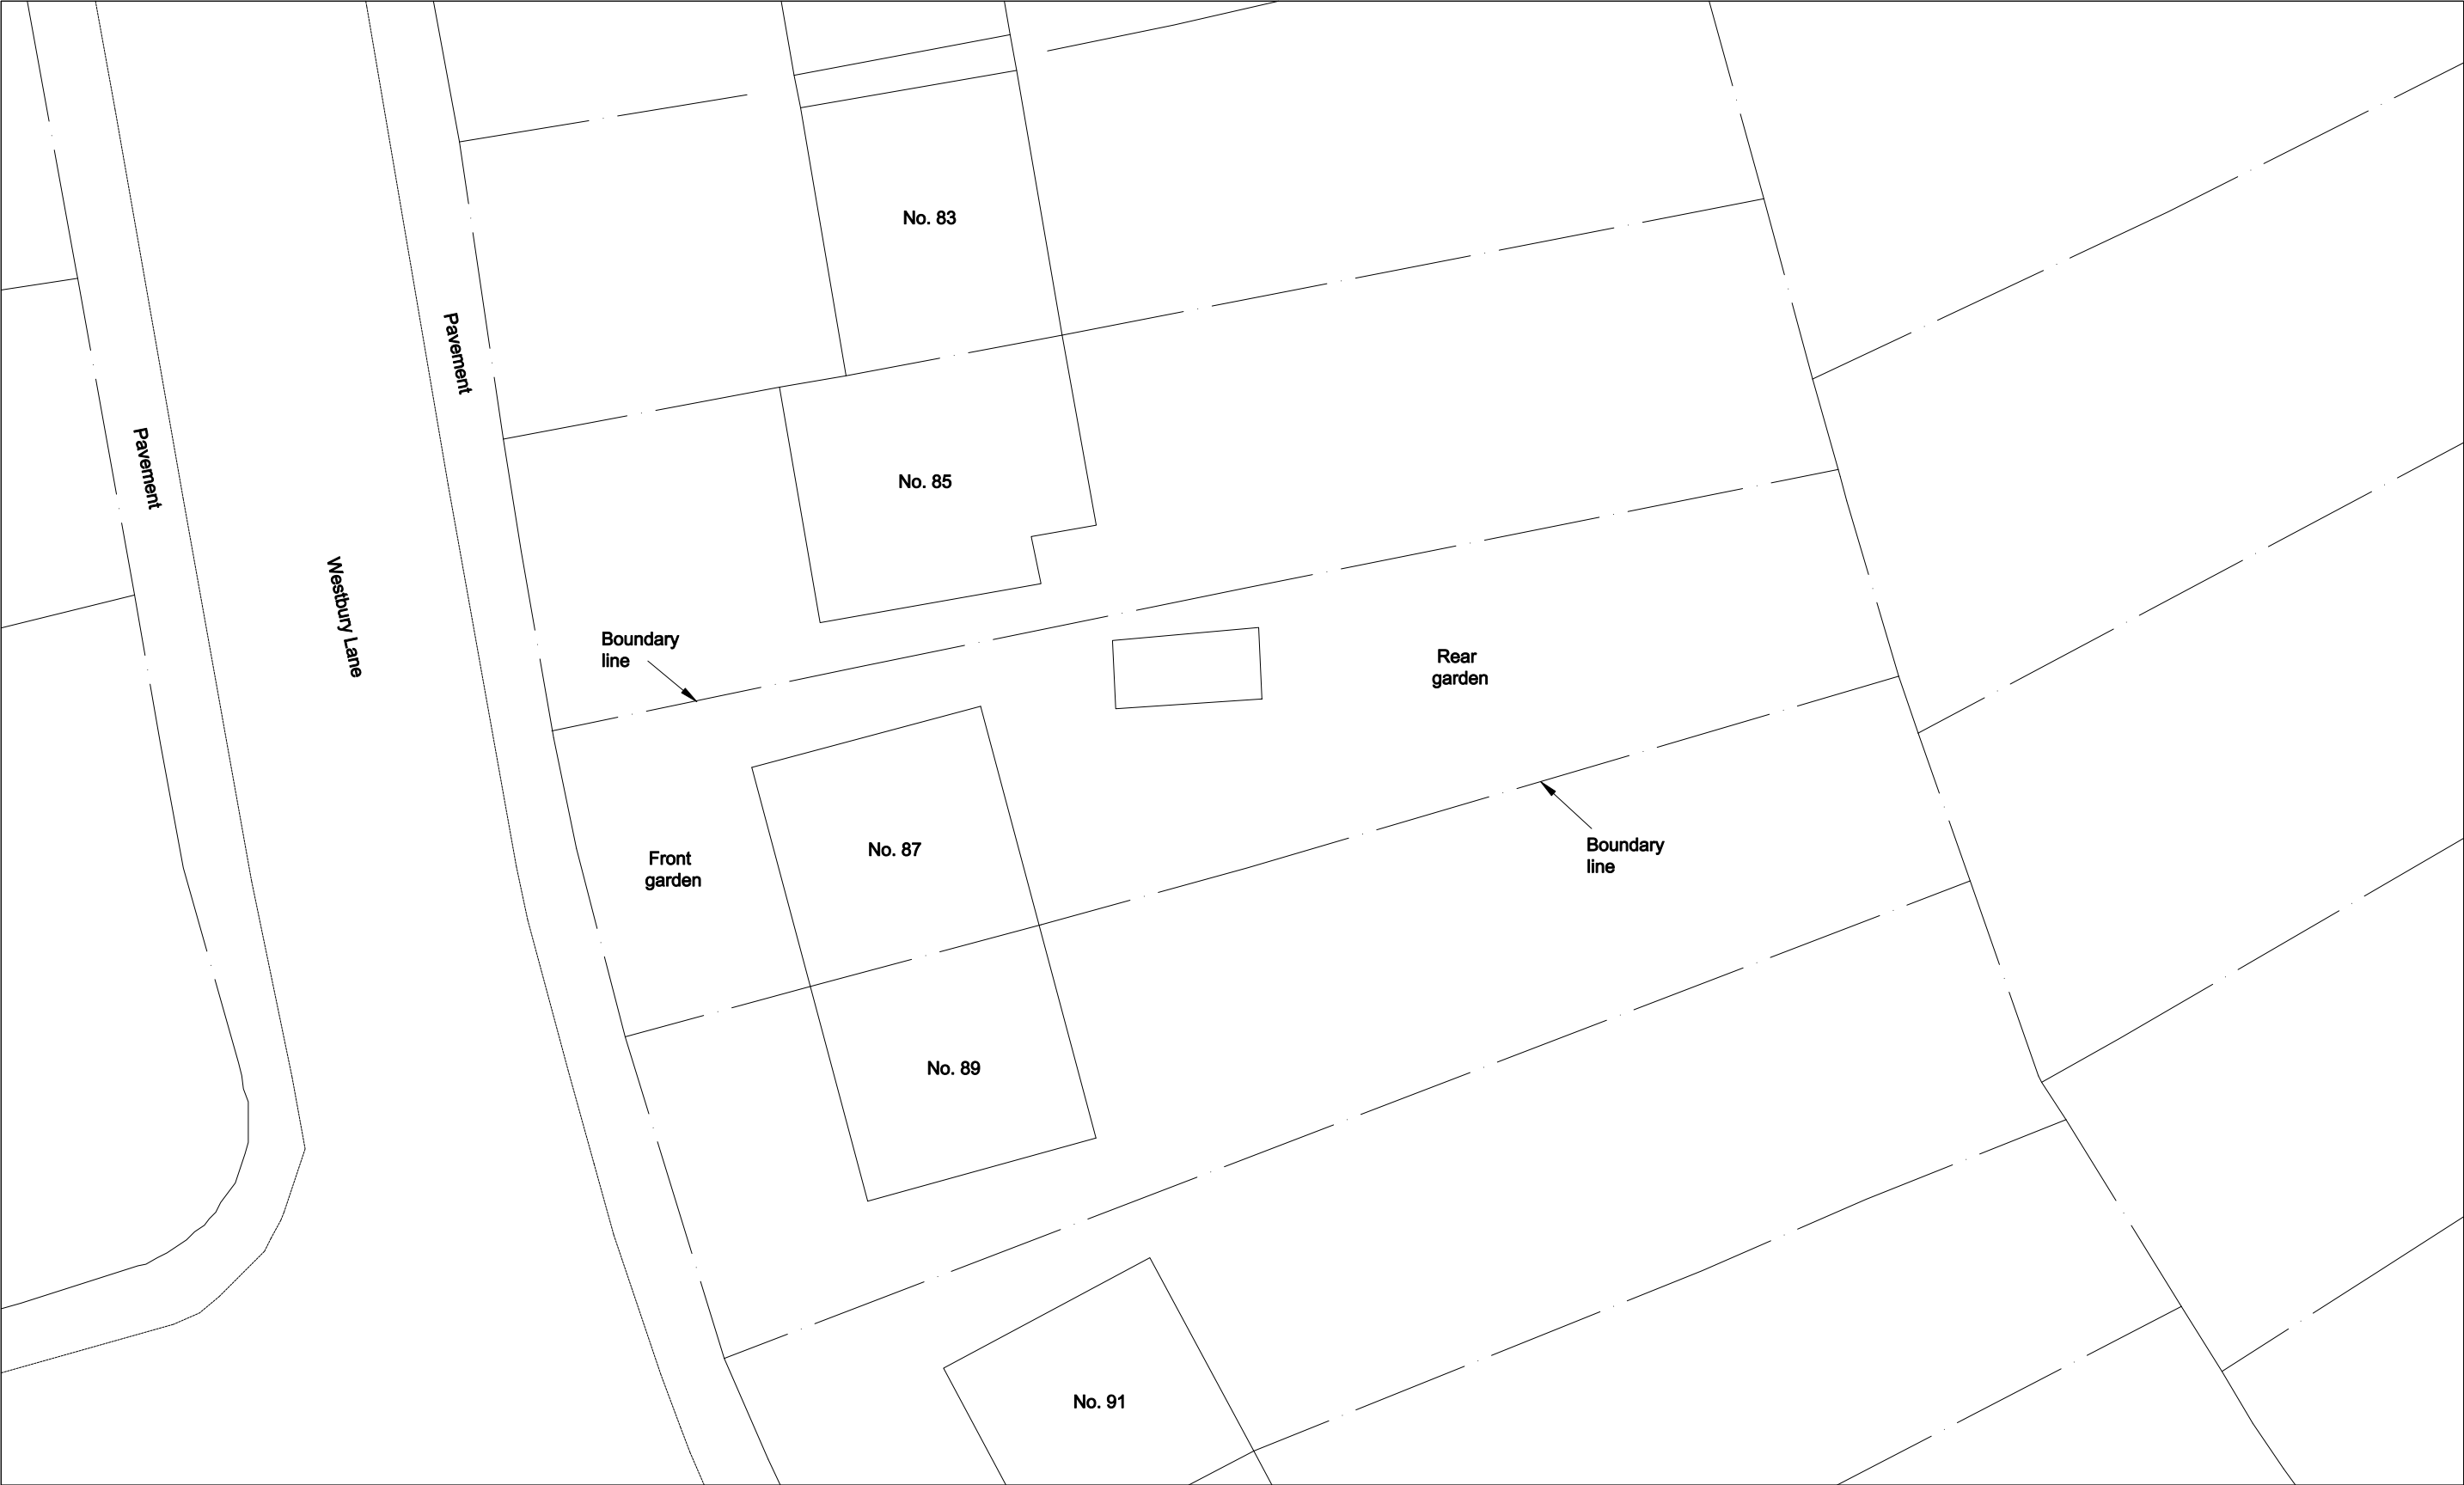 No. 83
Pavement
Pavement
No. 85
Westbury Lane
Boundary
line
Rear
garden
No. 87
Front
garden
Boundary
line
No. 89
No. 91